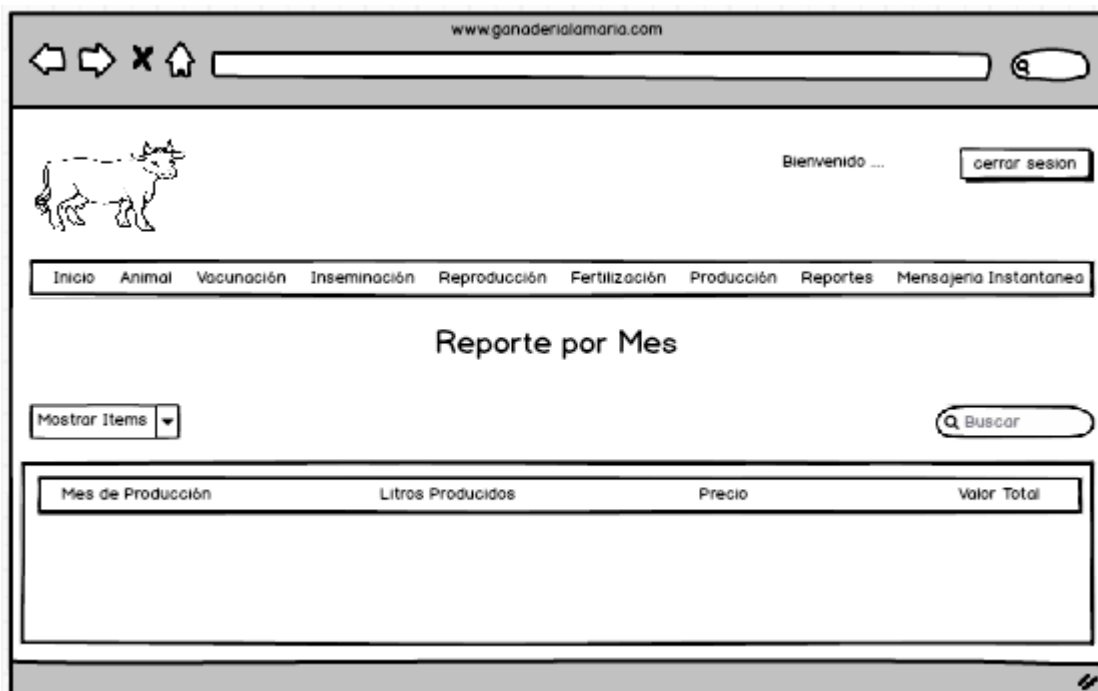 www.ganaderialamaria.com
Bienvenido ...
cerrar sesion
Inicio Animal Vacunación Inseminación Reproducción Fertilización Producción Reportes Mensajeria Instantanea
Reporte por Mes
Mostrar Items
Buscar
Mes de Producción Litros Producidos Precio Valor Total